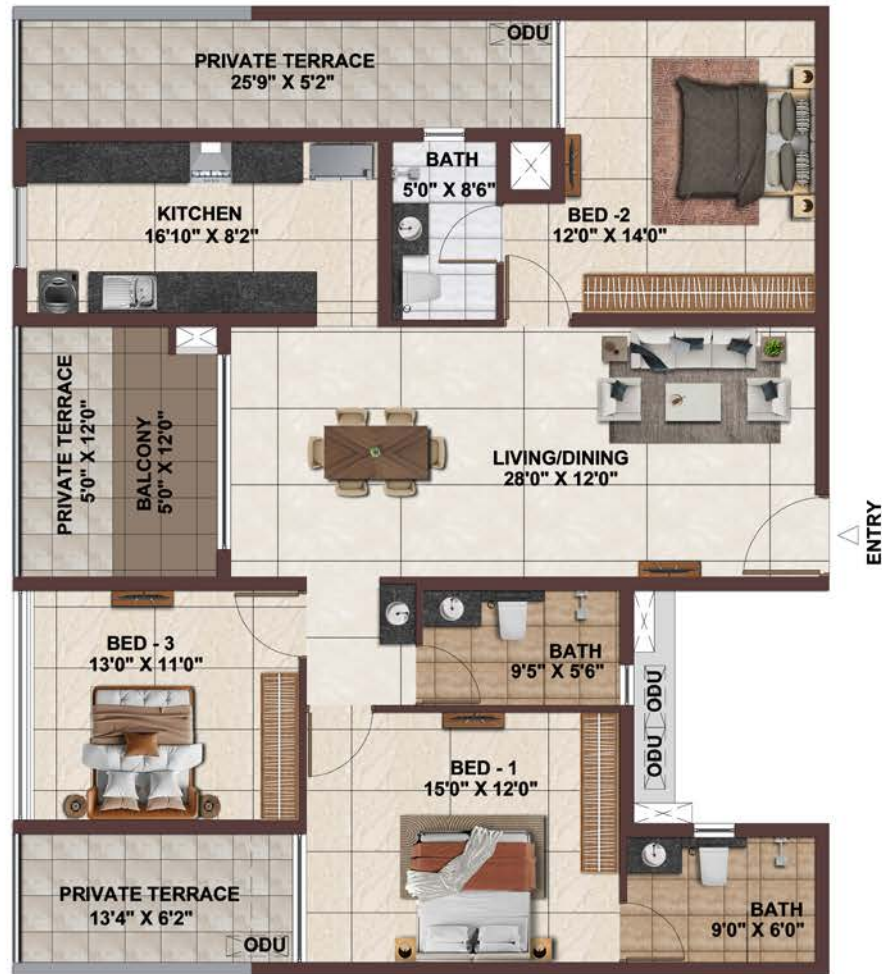 ODU
PRIVATE TERRACE
25'9" X 5'2"
BATH
5'0" X 8'6"
KITCHEN
16'10" X 8'2"
BED -2
12'0" X 14'0"
PRIVATE TERRACE
5'0" X 12'0"
BALCONY
5'0" X 12'0"
LIVING/DINING
28'0" X 12'0"
ENTRY
BED - 3
13'0" X 11'0"
BATH
9'5" X 5'6"
ODU
ODU
BED - 1
15'0" X 12'0"
PRIVATE TERRACE
13'4" X 6'2"
ODU
BATH
9'0" X 6'0"